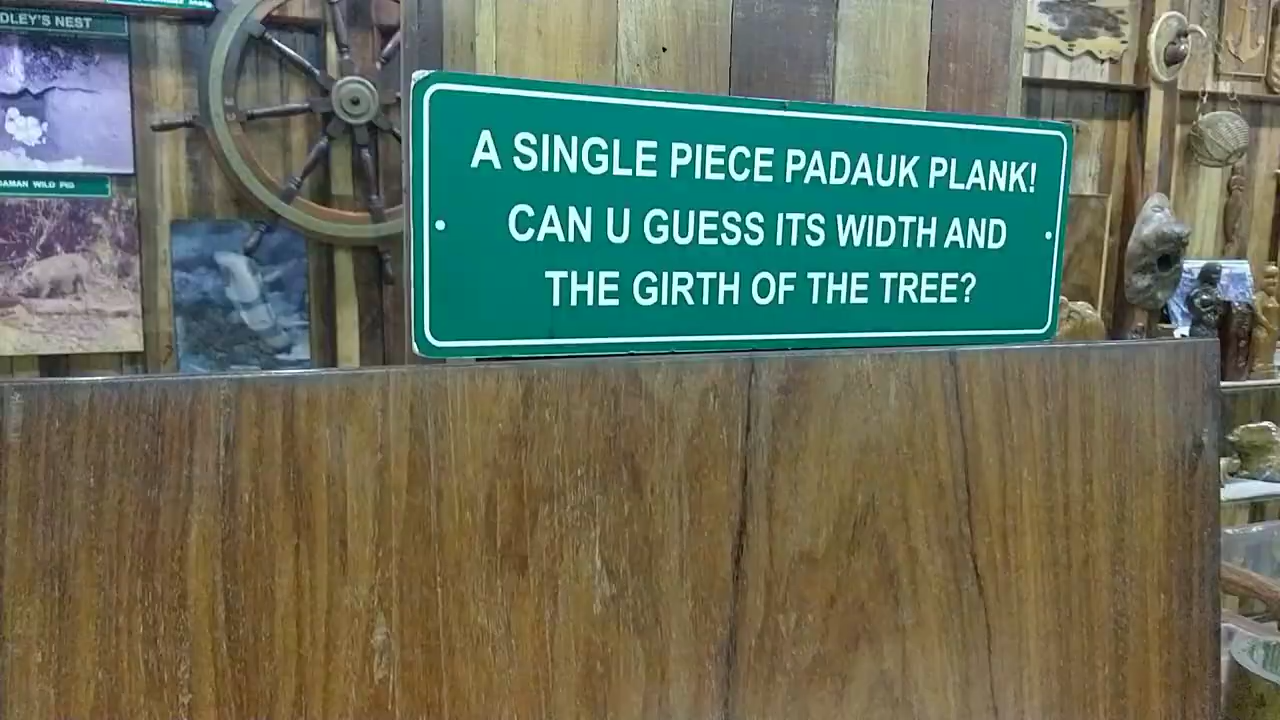 DLEY'S NEST
AMAN WILD PIG
A SINGLE PIECE PADAUK PLANK!
CAN U GUESS ITS WIDTH AND
THE GIRTH OF THE TREE?